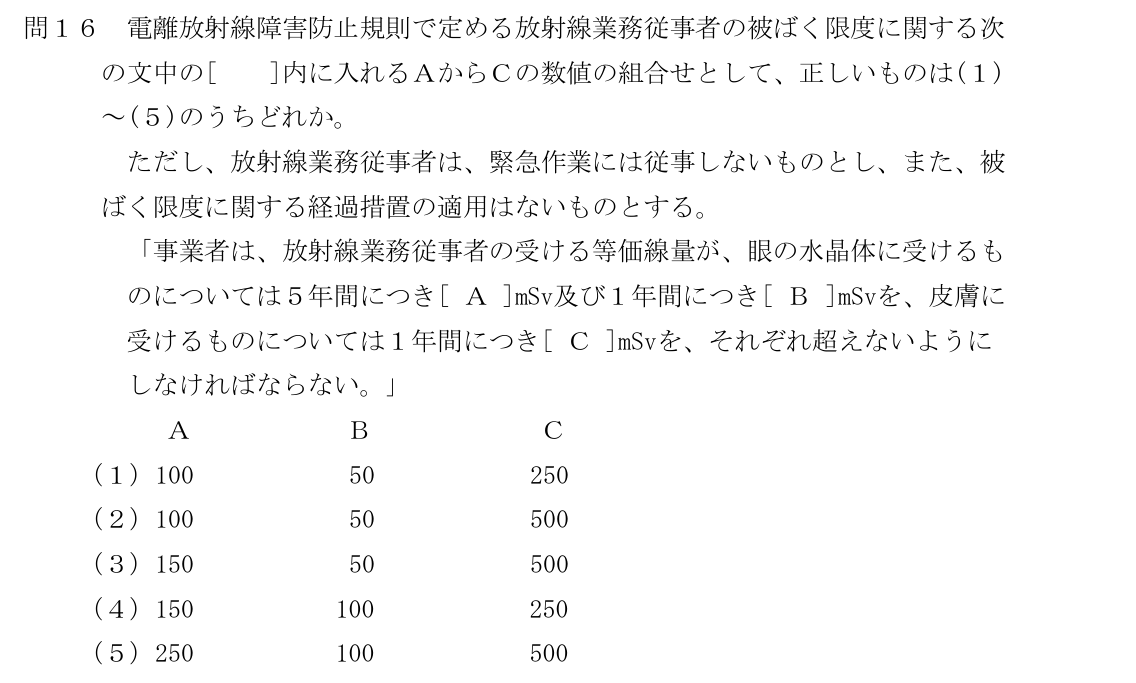 問１６　電離放射線障害防止規則で定める放射線業務従事者の被ばく限度に関する次
の文中の[　　]内に入れるＡからＣの数値の組合せとして、正しいものは(１)
～(５)のうちどれか。
ただし、放射線業務従事者は、緊急作業には従事しないものとし、また、被
ばく限度に関する経過措置の適用はないものとする。
「事業者は、放射線業務従事者の受ける等価線量が、眼の水晶体に受けるも
のについては５年間につき[ Ａ ]mSv及び１年間につき[ Ｂ ]mSvを、皮膚に
受けるものについては１年間につき[ Ｃ ]mSvを、それぞれ超えないように
しなければならない。」
Ａ　Ｂ　Ｃ
(１) 100　50　250
(２) 100　50　500
(３) 150　50　500
(４) 150　100　250
(５) 250　100　500